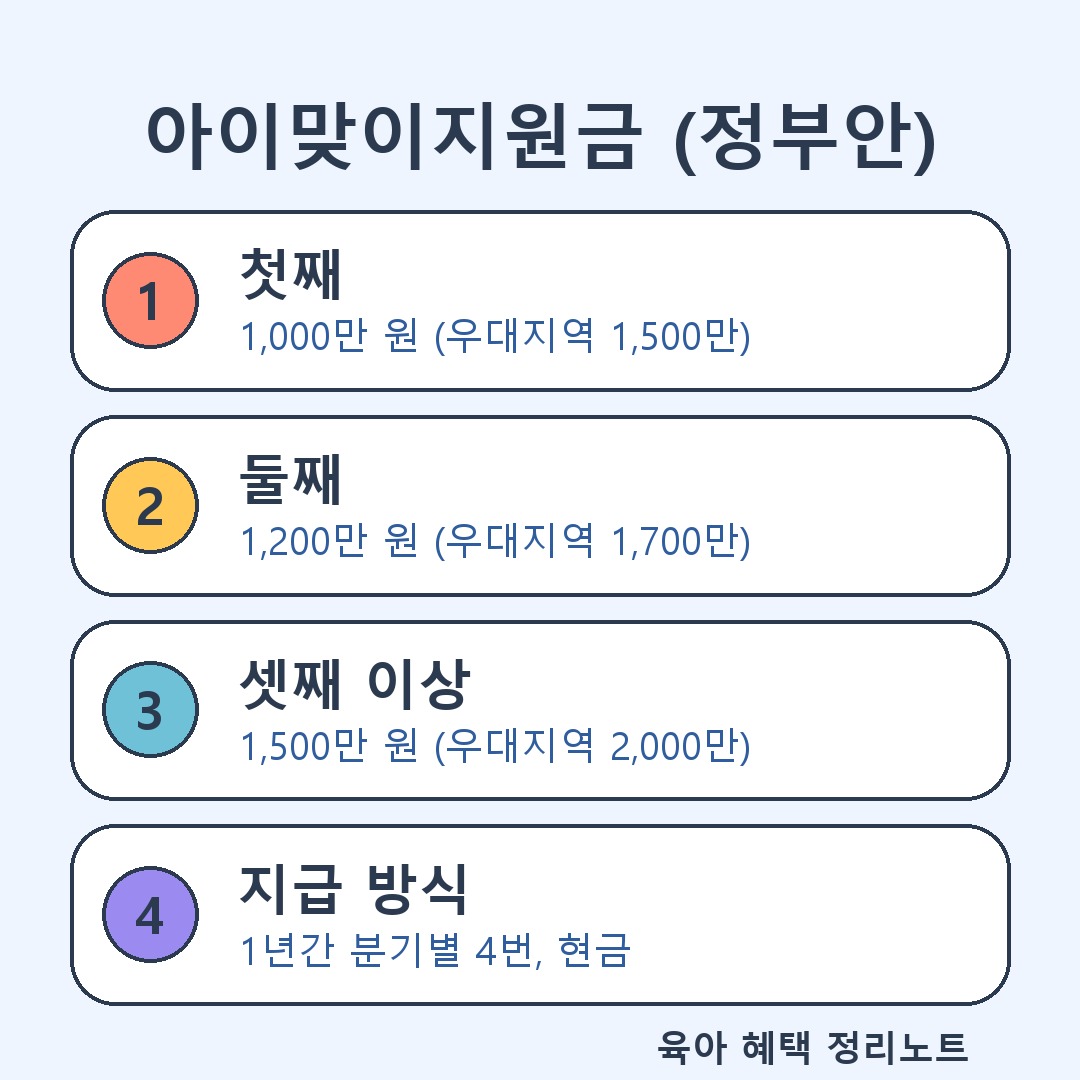 아이맞이지원금 (정부안)
1
첫째
1,000만 원 (우대지역 1,500만)
2
둘째
1,200만 원 (우대지역 1,700만)
3
셋째 이상
1,500만 원 (우대지역 2,000만)
4
지급 방식
1년간 분기별 4번, 현금
육아 혜택 정리노트